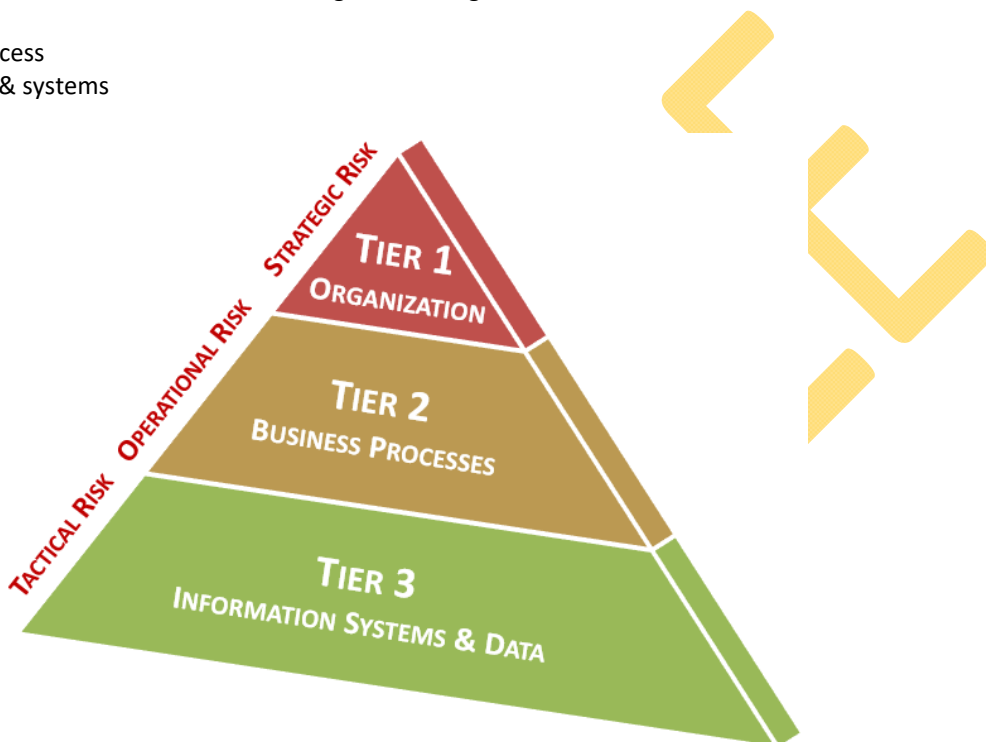 cess
& systems
STRATEGIC RISK
TIER 1
ORGANIZATION
OPERATIONAL RISK
TIER 2
BUSINESS PROCESSES
TACTICAL RISK
TIER 3
INFORMATION SYSTEMS & DATA